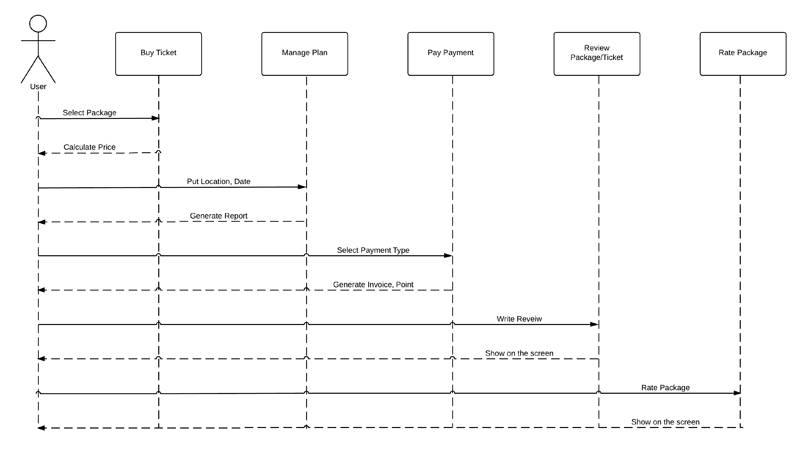 Buy Ticket
Manage Plan
Pay Payment
Review
Package/Ticket
Rate Package
User
Select Package
Calculate Price
Put Location, Date
Generate Report
Select Payment Type
Generate Invoice, Point
Write Reveiw
Show on the screen
Rate Package
Show on the screen